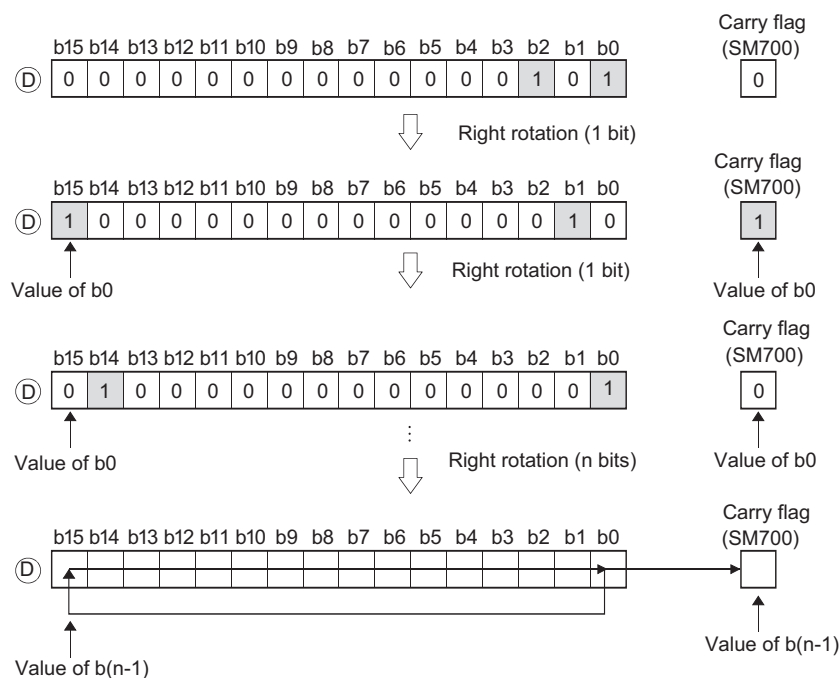 Carry flag
(SM700)
b15 b14 b13 b12 b11 b10 b9 b8 b7 b6 b5 b4 b3 b2 b1 b0
D 0 0 0 0 0 0 0 0 0 0 0 0 0 1 0 1 0
Right rotation (1 bit)
Carry flag
(SM700)
b15 b14 b13 b12 b11 b10 b9 b8 b7 b6 b5 b4 b3 b2 b1 b0
D 1 0 0 0 0 0 0 0 0 0 0 0 0 0 1 0 1
Right rotation (1 bit)
Value of b0 Value of b0
Carry flag
(SM700)
b15 b14 b13 b12 b11 b10 b9 b8 b7 b6 b5 b4 b3 b2 b1 b0
D 0 1 0 0 0 0 0 0 0 0 0 0 0 0 0 1 0
⋮
Value of b0 Right rotation (n bits) Value of b0
Carry flag
(SM700)
b15 b14 b13 b12 b11 b10 b9 b8 b7 b6 b5 b4 b3 b2 b1 b0
D
Value of b(n-1) Value of b(n-1)